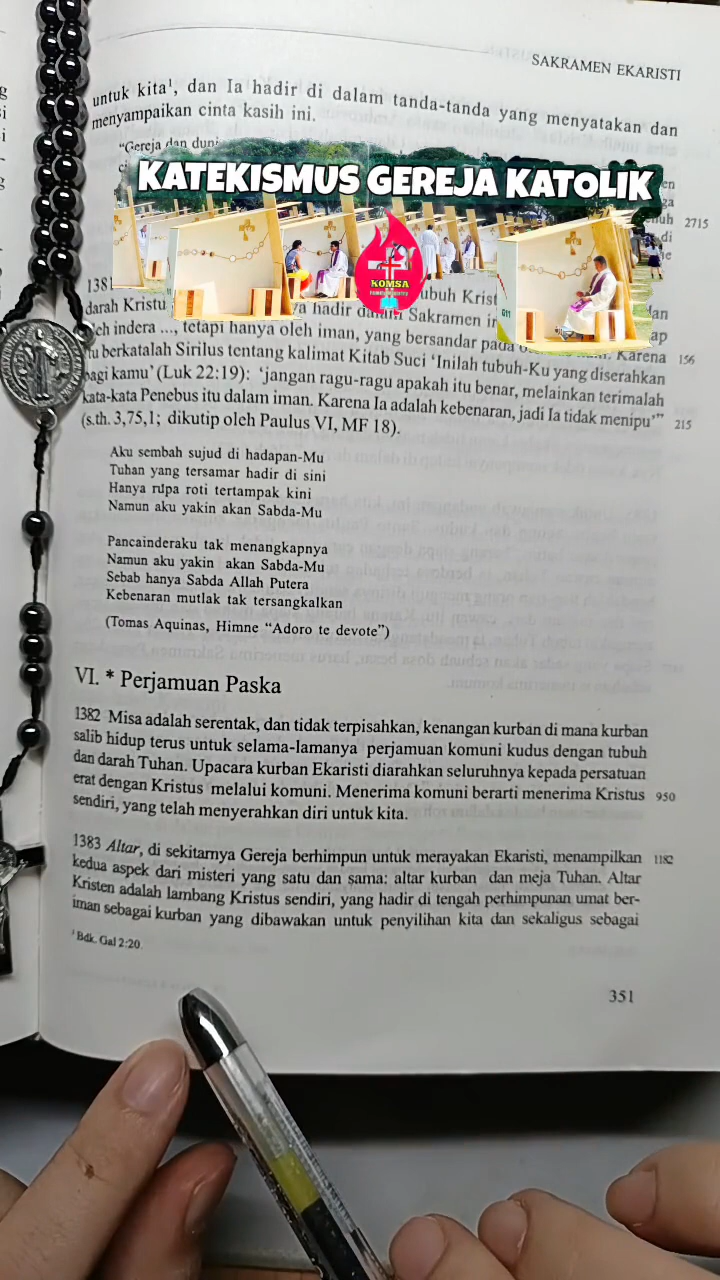 SAKRAMEN EKARISTI
untuk kita¹, dan Ia hadir di dalam tanda-tanda yang menyatakan dan
menyampaikan cinta kasih ini.
"Gereja dan
KATEKISMUS GEREJA KATOLIK
2715
KOMSA
darah Kristu hadir dalam Sakramen
oleh indera ..., tetapi hanya oleh iman, yang bersandar pada Karena 156
itu berkatalah Sirilus tentang kalimat Kitab Suci 'Inilah tubuh-Ku yang diserahkan
bagi kamu' (Luk 22:19): 'jangan ragu-ragu apakah itu benar, melainkan terimalah
kata-kata Penebus itu dalam iman. Karena Ia adalah kebenaran, jadi Ia tidak menipu'" 215
(s.th. 3,75,1; dikutip oleh Paulus VI, MF 18).
Aku sembah sujud di hadapan-Mu
Tuhan yang tersamar hadir di sini
Hanya rupa roti tertampak kini
Namun aku yakin akan Sabda-Mu
Pancainderaku tak menangkapnya
Namun aku yakin akan Sabda-Mu
Sebab hanya Sabda Allah Putera
Kebenaran mutlak tak tersangkalkan
(Tomas Aquinas, Himne "Adoro te devote")
VI. * Perjamuan Paska
1382 Misa adalah serentak, dan tidak terpisahkan, kenangan kurban di mana kurban
salib hidup terus untuk selama-lamanya perjamuan komuni kudus dengan tubuh
dan darah Tuhan. Upacara kurban Ekaristi diarahkan seluruhnya kepada persatuan
erat dengan Kristus melalui komuni. Menerima komuni berarti menerima Kristus 950
sendiri, yang telah menyerahkan diri untuk kita.
1383 Altar, di sekitarnya Gereja berhimpun untuk merayakan Ekaristi, menampilkan 1182
kedua aspek dari misteri yang satu dan sama: altar kurban dan meja Tuhan. Altar
Kristen adalah lambang Kristus sendiri, yang hadir di tengah perhimpunan umat ber-
iman sebagai kurban yang dibawakan untuk penyilihan kita dan sekaligus sebagai
¹Bdk. Gal 2:20.
351